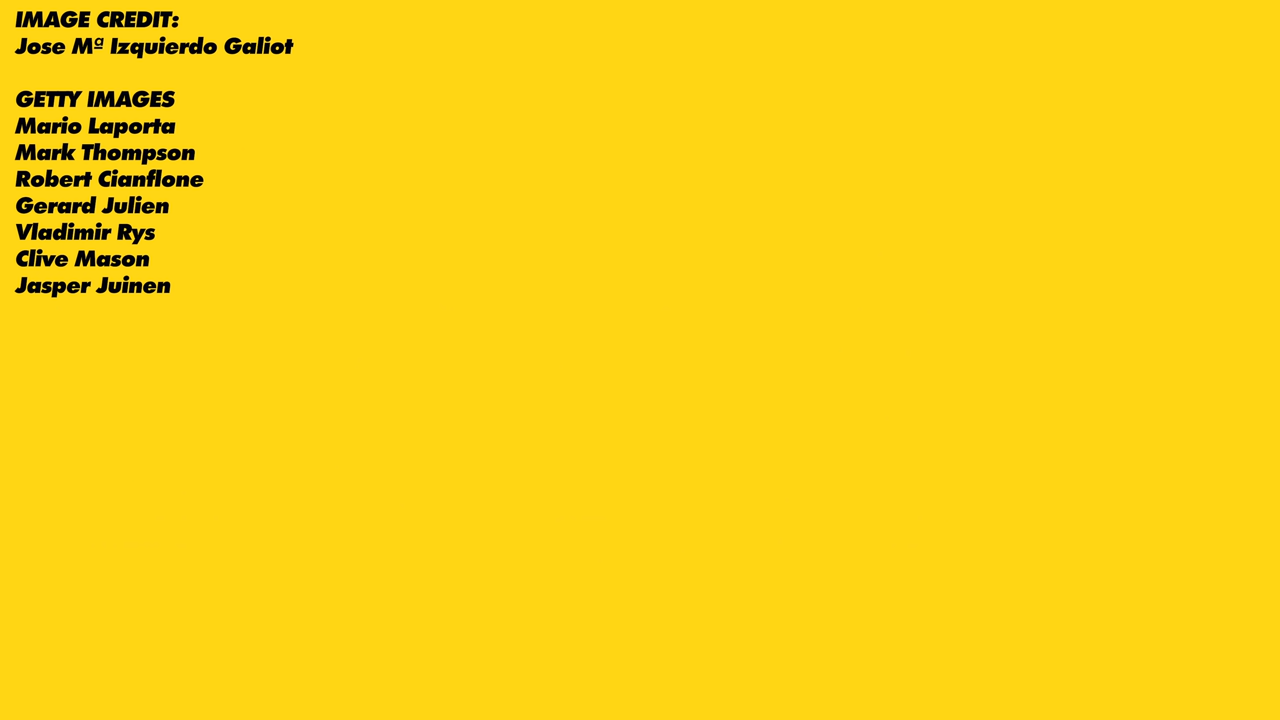 IMAGE CREDIT:
Jose Mª Izquierdo Galiot
GETTY IMAGES
Mario Laporta
Mark Thompson
Robert Cianflone
Gerard Julien
Vladimir Rys
Clive Mason
Jasper Juinen